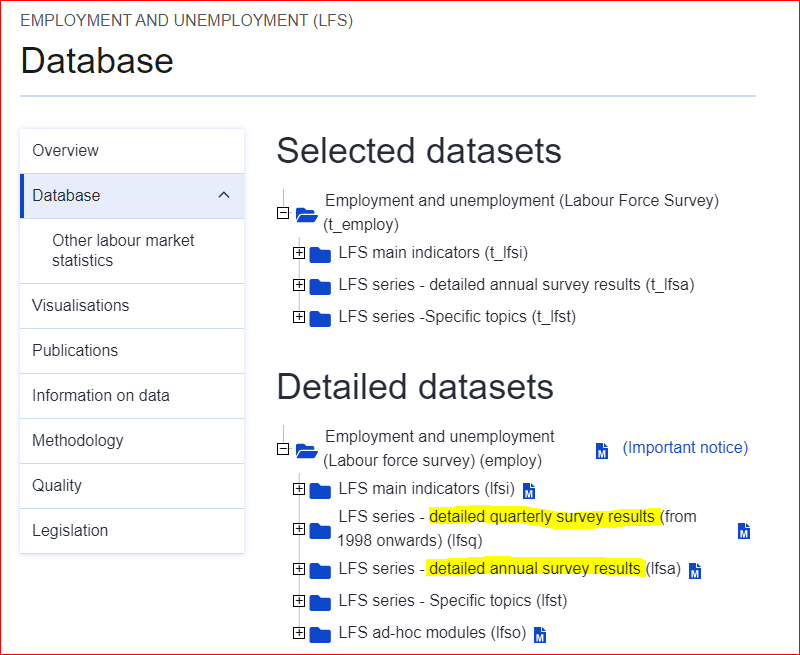 EMPLOYMENT AND UNEMPLOYMENT (LFS)
Database
Overview
Database
Other labour market
statistics
Visualisations
Publications
Information on data
Methodology
Quality
Legislation
Selected datasets
Employment and unemployment (Labour Force Survey)
(t_employ)
LFS main indicators (t_lfsi)
LFS series - detailed annual survey results (t_lfsa)
LFS series -Specific topics (t_lfst)
Detailed datasets
Employment and unemployment
(Labour force survey) (employ)
M (Important notice)
LFS main indicators (lfsi) M
LFS series - detailed quarterly survey results (from
1998 onwards) (lfsq)
M
LFS series - detailed annual survey results (lfsa) M
LFS series - Specific topics (lfst)
LFS ad-hoc modules (lfso) M